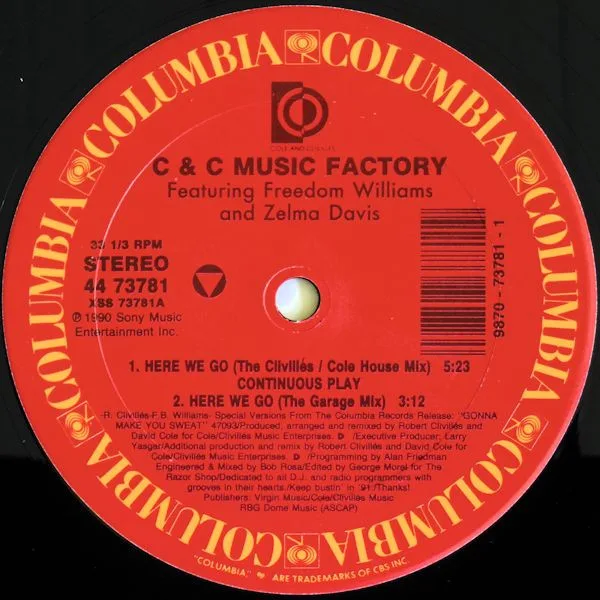 COLUMBIA COLUMBIA COLUMBIA COLUMBIA COLUMBIA COLUMBIA COLUMBIA COLUMBIA
COLE AND CLIVILLÉS
C & C MUSIC FACTORY
Featuring Freedom Williams
and Zelma Davis
33 1/3 RPM
STEREO
44 73781
XSS 73781A
℗ 1990 Sony Music
Entertainment Inc.
9870 - 73781 - 1
1. HERE WE GO (The Cilvillés / Cole House Mix) 5:23
CONTINUOUS PLAY
2. HERE WE GO (The Garage Mix) 3:12
-R. Clivillés-F.B. Williams- Special Versions From The Columbia Records Release: "GONNA
MAKE YOU SWEAT" 47093/Produced, arranged and remixed by Robert Clivillés and
David Cole for Cole/Clivillés Music Enterprises. D /Executive Producer: Larry
Yasgar/Additional production and remix by Robert Clivillés and David Cole for
Cole/Clivillés Music Enterprises. D /Programming by Alan Friedman
Engineered & Mixed by Bob Rosa/Edited by George Morel for The
Razor Shop/Dedicated to all D.J. and radio programmers with
grooves in their hearts./Keep bustin' in '91./Thanks!
Publishers: Virgin Music/Cole/Clivillés Music
RBG Dome Music (ASCAP)
"COLUMBIA," ARE TRADEMARKS OF CBS INC.